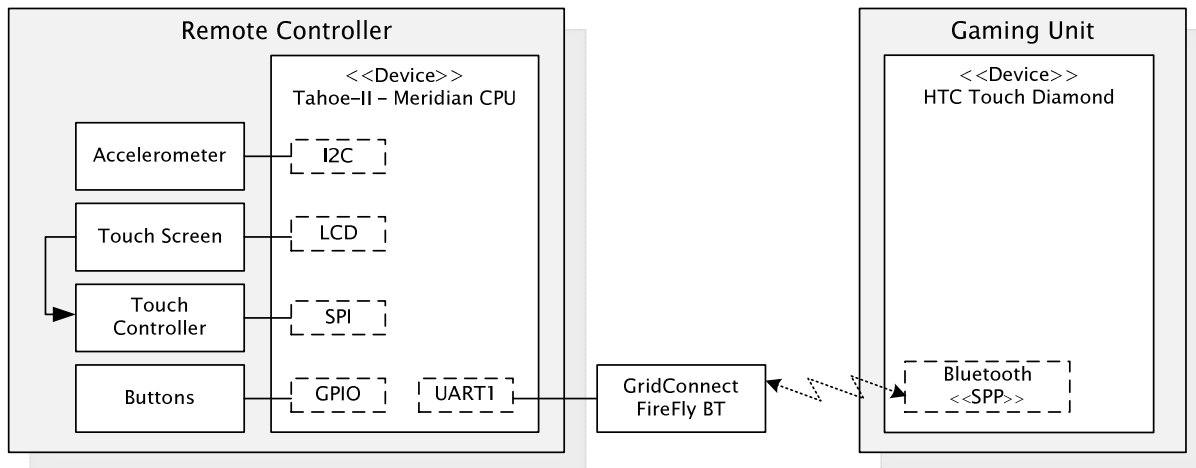 Remote Controller
<<Device>>
Tahoe-II - Meridian CPU
Accelerometer
I2C
Touch Screen
LCD
Touch
Controller
SPI
Buttons
GPIO
UART1
GridConnect
FireFly BT
Gaming Unit
<<Device>>
HTC Touch Diamond
Bluetooth
<<SPP>>